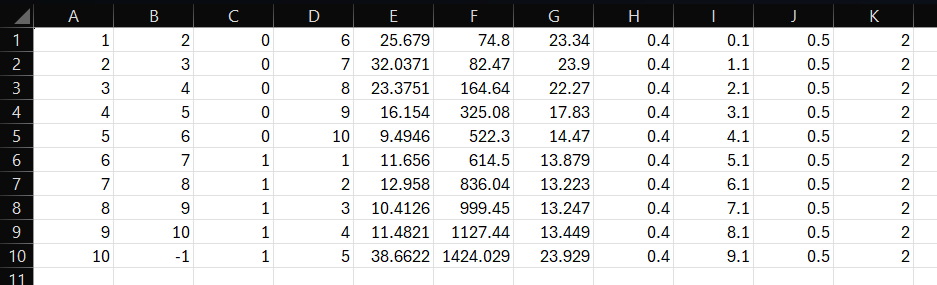 A B C D E F G H I J K
1 1 2 0 6 25.679 74.8 23.34 0.4 0.1 0.5 2
2 2 3 0 7 32.0371 82.47 23.9 0.4 1.1 0.5 2
3 3 4 0 8 23.3751 164.64 22.27 0.4 2.1 0.5 2
4 4 5 0 9 16.154 325.08 17.83 0.4 3.1 0.5 2
5 5 6 0 10 9.4946 522.3 14.47 0.4 4.1 0.5 2
6 6 7 1 1 11.656 614.5 13.879 0.4 5.1 0.5 2
7 7 8 1 2 12.958 836.04 13.223 0.4 6.1 0.5 2
8 8 9 1 3 10.4126 999.45 13.247 0.4 7.1 0.5 2
9 9 10 1 4 11.4821 1127.44 13.449 0.4 8.1 0.5 2
10 10 -1 1 5 38.6622 1424.029 23.929 0.4 9.1 0.5 2
11